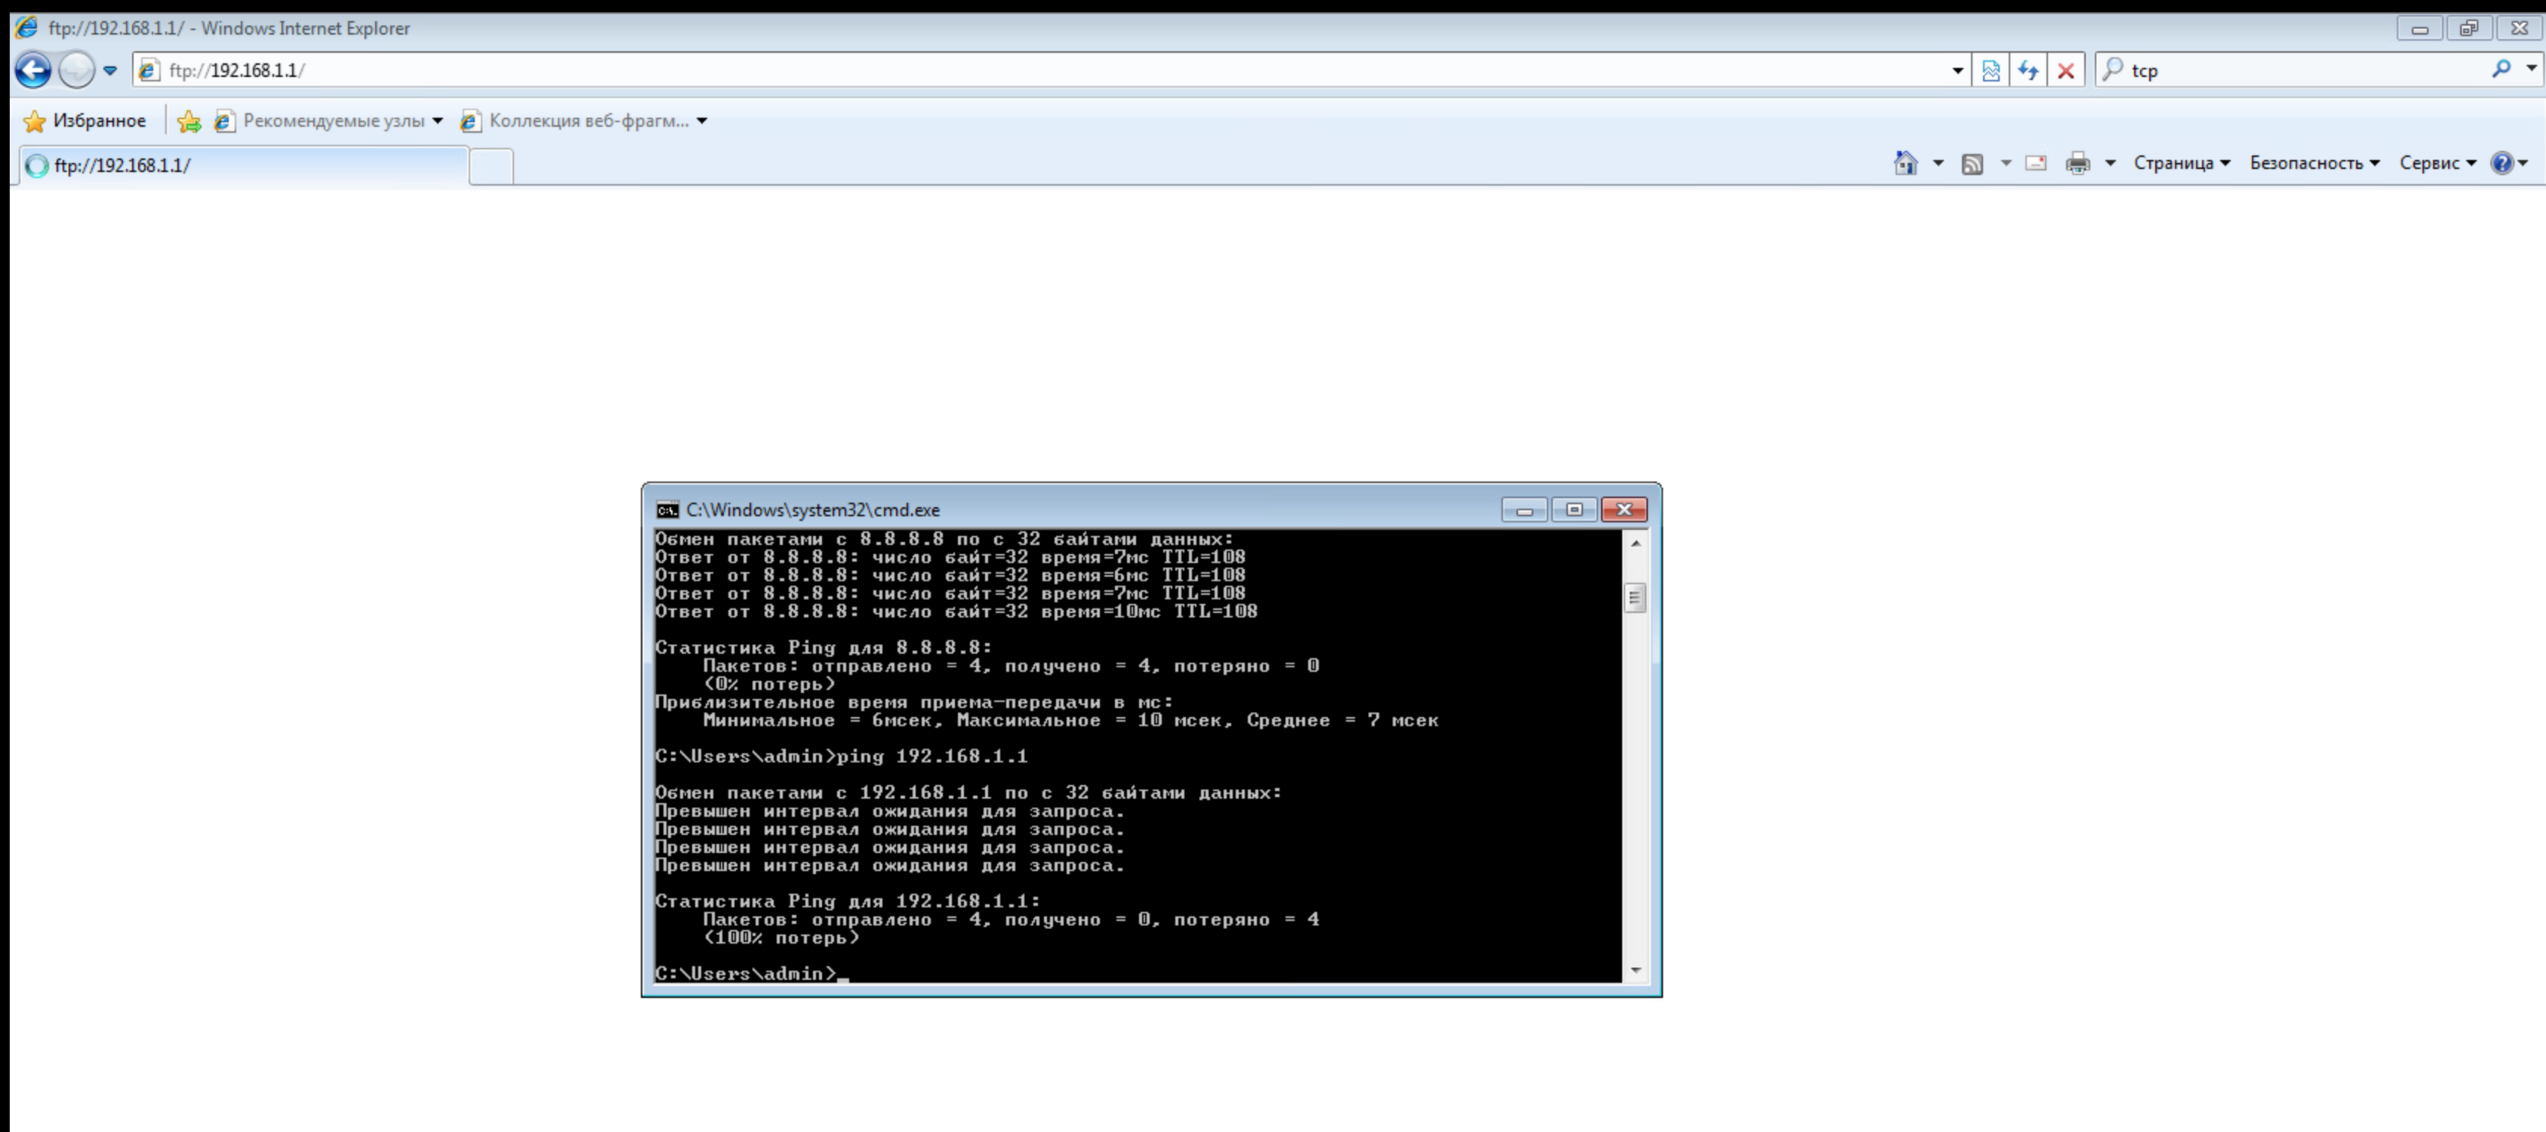 ftp://192.168.1.1/ - Windows Internet Explorer
ftp://192.168.1.1/
tcp
Избранное
Рекомендуемые узлы
Коллекция веб-фрагм...
ftp://192.168.1.1/
Страница
Безопасность
Сервис
C:\Windows\system32\cmd.exe
Обмен пакетами с 8.8.8.8 по с 32 байтами данных:
Ответ от 8.8.8.8: число байт=32 время=7мс TTL=108
Ответ от 8.8.8.8: число байт=32 время=6мс TTL=108
Ответ от 8.8.8.8: число байт=32 время=7мс TTL=108
Ответ от 8.8.8.8: число байт=32 время=10мс TTL=108
Статистика Ping для 8.8.8.8:
Пакетов: отправлено = 4, получено = 4, потеряно = 0
(0% потерь)
Приблизительное время приема-передачи в мс:
Минимальное = 6мсек, Максимальное = 10 мсек, Среднее = 7 мсек
C:\Users\admin>ping 192.168.1.1
Обмен пакетами с 192.168.1.1 по с 32 байтами данных:
Превышен интервал ожидания для запроса.
Превышен интервал ожидания для запроса.
Превышен интервал ожидания для запроса.
Превышен интервал ожидания для запроса.
Статистика Ping для 192.168.1.1:
Пакетов: отправлено = 4, получено = 0, потеряно = 4
(100% потерь)
C:\Users\admin>_